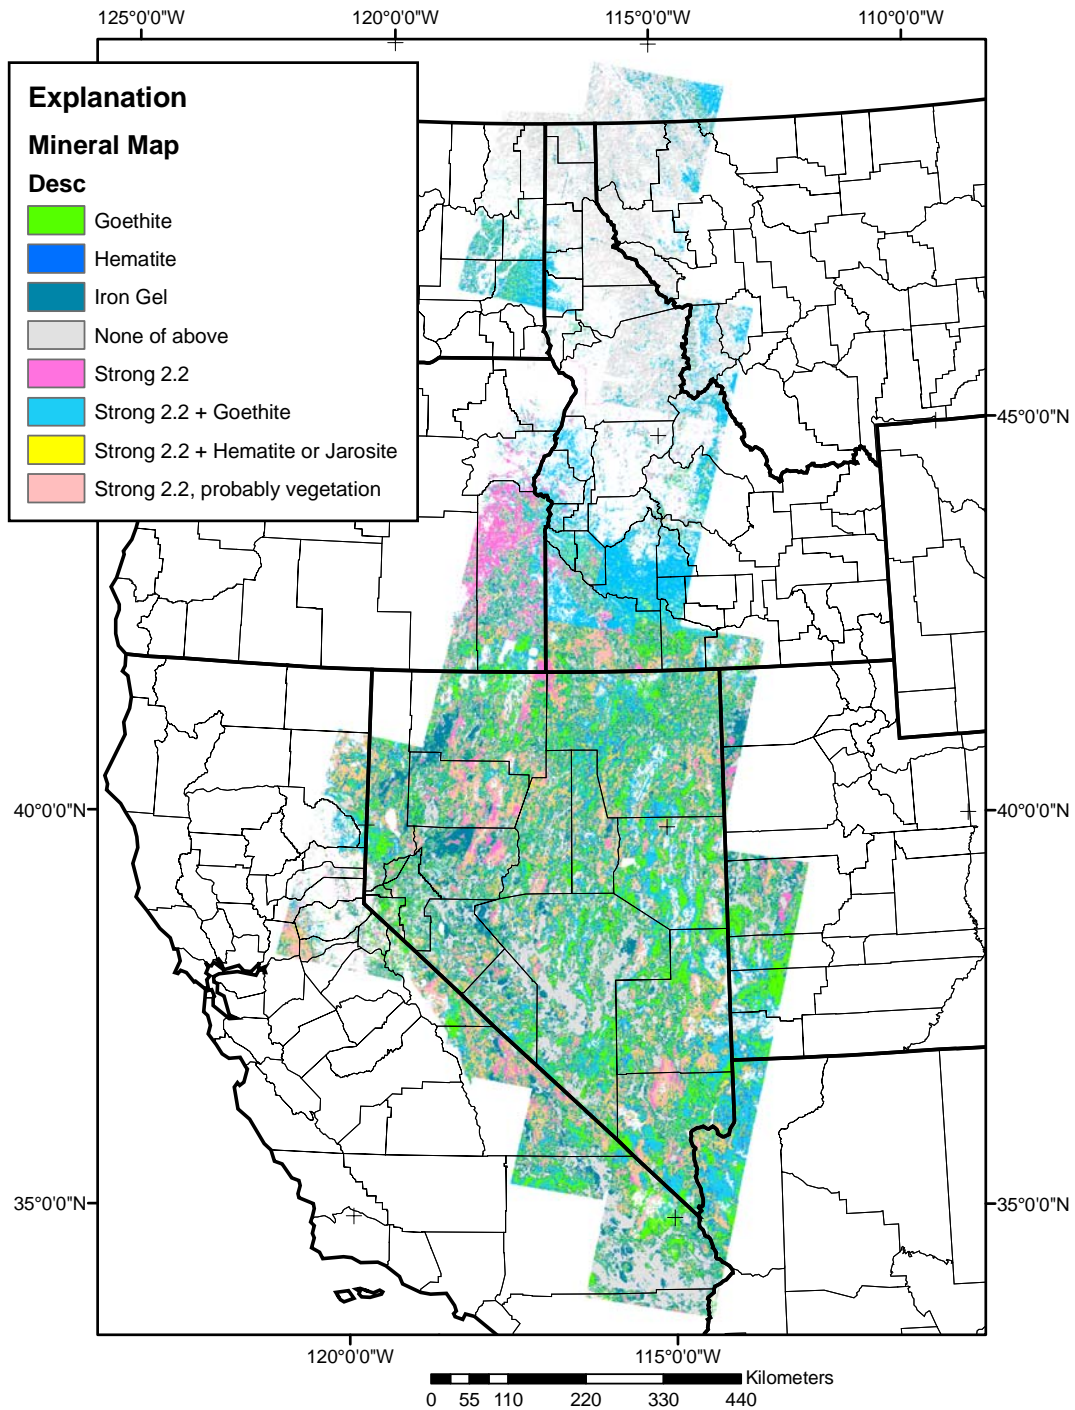 125°0'0"W 120°0'0"W 115°0'0"W 110°0'0"W
Explanation
Mineral Map
Desc
Goethite
Hematite
Iron Gel
None of above
Strong 2.2
Strong 2.2 + Goethite
Strong 2.2 + Hematite or Jarosite
Strong 2.2, probably vegetation
45°0'0"N
40°0'0"N 40°0'0"N
35°0'0"N 35°0'0"N
120°0'0"W 115°0'0"W
Kilometers
0 55 110 220 330 440